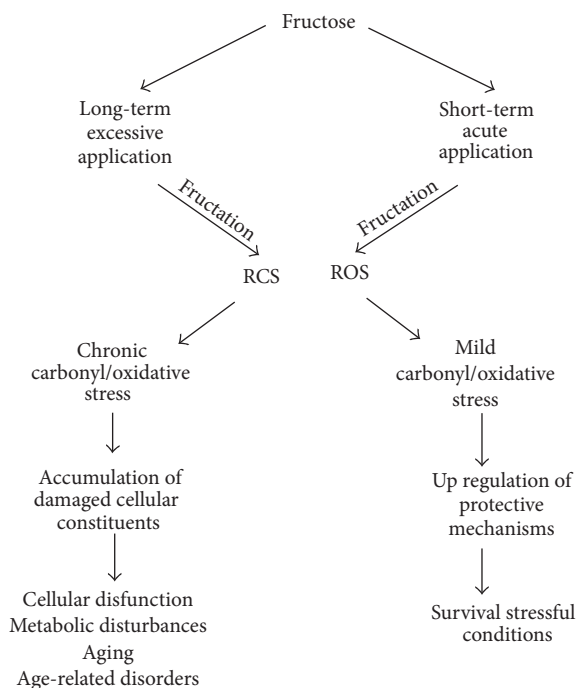 Fructose
Long-term
excessive
application
Short-term
acute
application
Fructation
Fructation
RCS
ROS
Chronic
carbonyl/oxidative
stress
Mild
carbonyl/oxidative
stress
Accumulation of
damaged cellular
constituents
Up regulation of
protective
mechanisms
Cellular disfunction
Metabolic disturbances
Aging
Age-related disorders
Survival stressful
conditions